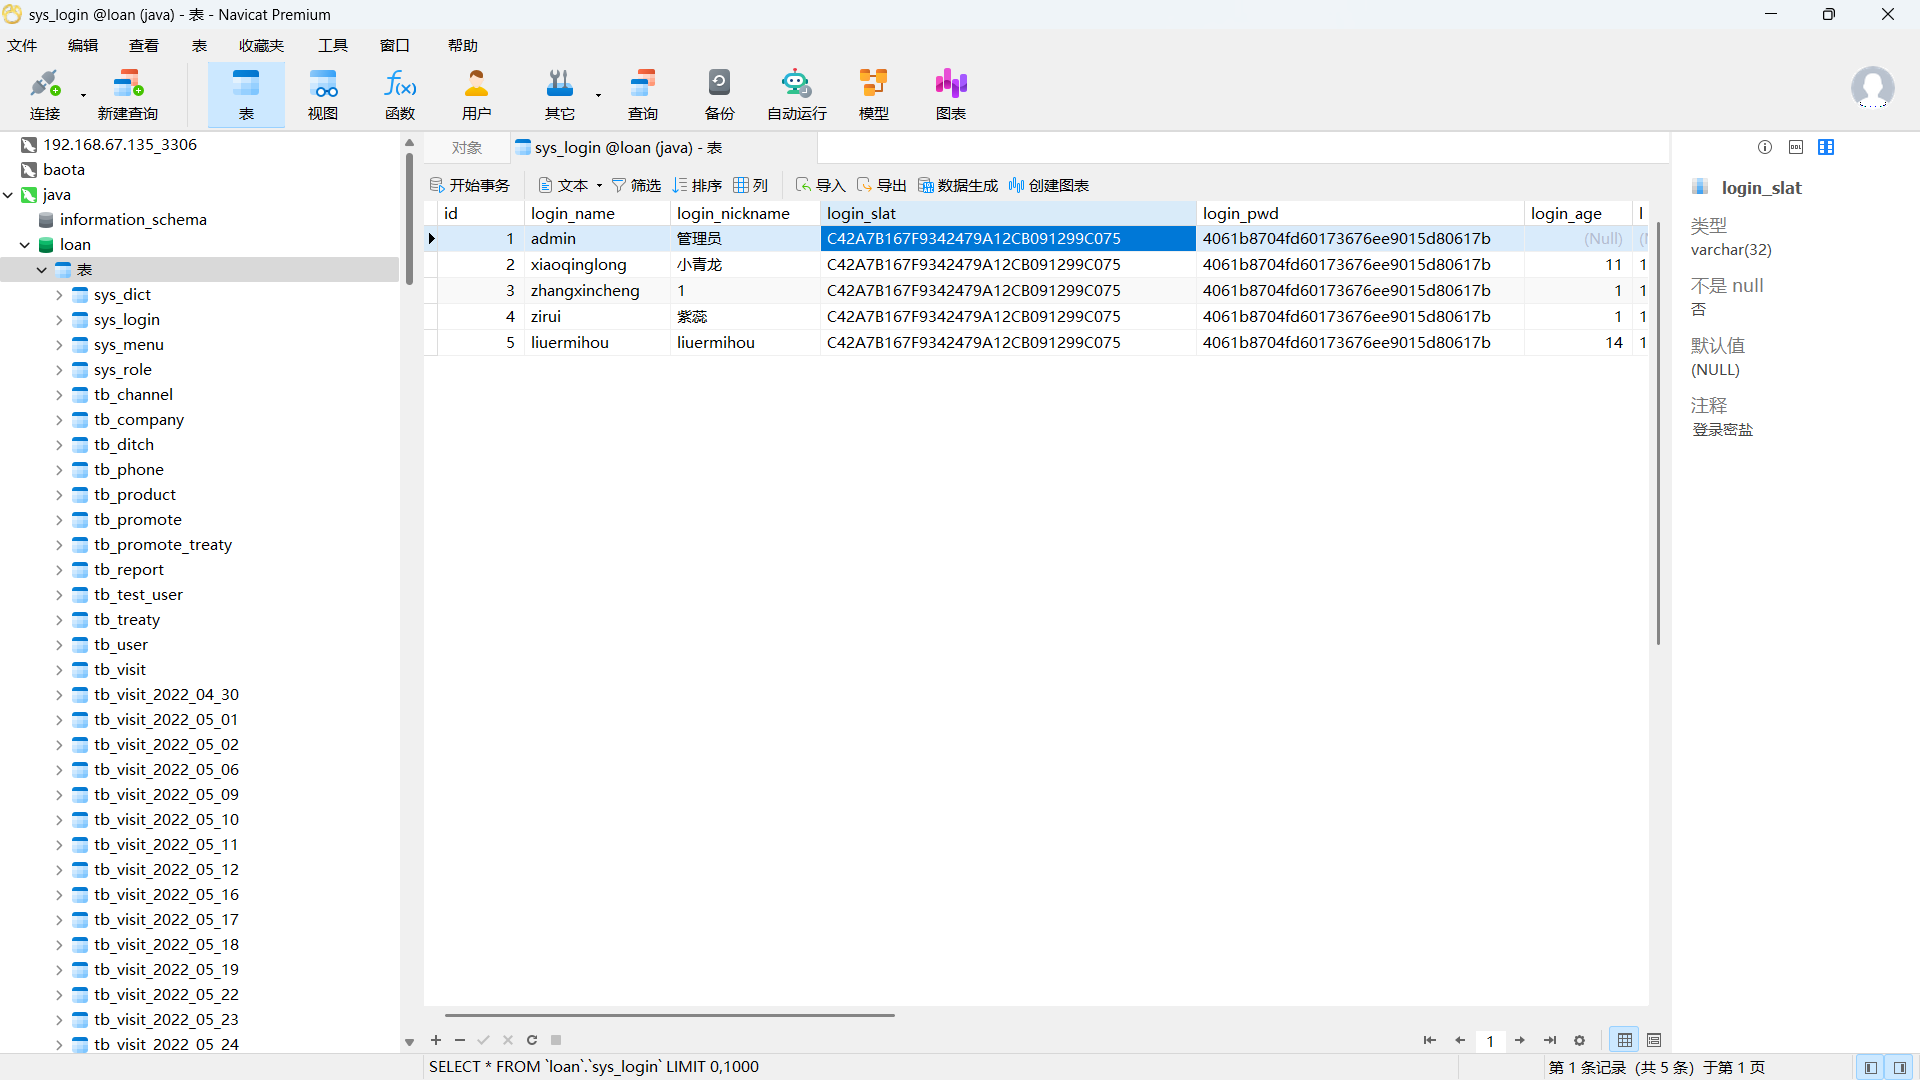 sys_login @loan (java) - 表 - Navicat Premium
文件 编辑 查看 表 收藏夹 工具 窗口 帮助
连接 新建查询 表 视图 函数 用户 其它 查询 备份 自动运行 模型 图表
192.168.67.135_3306
baota
java
information_schema
loan
表
sys_dict
sys_login
sys_menu
sys_role
tb_channel
tb_company
tb_ditch
tb_phone
tb_product
tb_promote
tb_promote_treaty
tb_report
tb_test_user
tb_treaty
tb_user
tb_visit
tb_visit_2022_04_30
tb_visit_2022_05_01
tb_visit_2022_05_02
tb_visit_2022_05_06
tb_visit_2022_05_09
tb_visit_2022_05_10
tb_visit_2022_05_11
tb_visit_2022_05_12
tb_visit_2022_05_16
tb_visit_2022_05_17
tb_visit_2022_05_18
tb_visit_2022_05_19
tb_visit_2022_05_22
tb_visit_2022_05_23
tb_visit_2022_05_24
对象 sys_login @loan (java) - 表
开始事务 文本 筛选 排序 列 导入 导出 数据生成 创建图表
id login_name login_nickname login_slat login_pwd login_age l
1 admin 管理员 C42A7B167F9342479A12CB091299C075 4061b8704fd60173676ee9015d80617b (Null) (
2 xiaoqinglong 小青龙 C42A7B167F9342479A12CB091299C075 4061b8704fd60173676ee9015d80617b 11 1
3 zhangxincheng 1 C42A7B167F9342479A12CB091299C075 4061b8704fd60173676ee9015d80617b 1 1
4 zirui 紫蕊 C42A7B167F9342479A12CB091299C075 4061b8704fd60173676ee9015d80617b 1 1
5 liuermihou liuermihou C42A7B167F9342479A12CB091299C075 4061b8704fd60173676ee9015d80617b 14 1
1
SELECT * FROM `loan`.`sys_login` LIMIT 0,1000
第 1 条记录 (共 5 条) 于第 1 页
DDL
login_slat
类型
varchar(32)
不是 null
否
默认值
(NULL)
注释
登录密盐